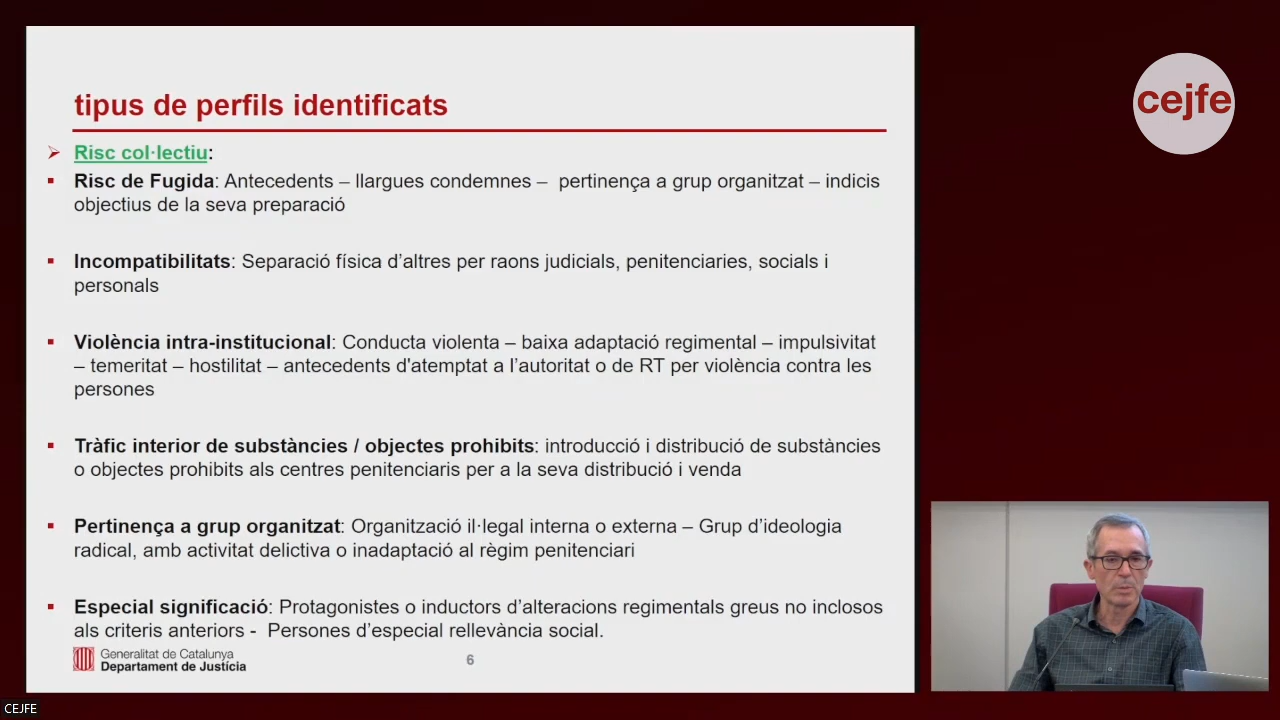 tipus de perfils identificats
cejfe
Risc col·lectiu:
Risc de Fugida: Antecedents – llargues condemnes – pertinença a grup organitzat – indicis
objectius de la seva preparació
Incompatibilitats: Separació física d’altres per raons judicials, penitenciaries, socials i
personals
Violència intra-institucional: Conducta violenta – baixa adaptació regimental – impulsivitat
– temeritat – hostilitat – antecedents d'atemptat a l’autoritat o de RT per violència contra les
persones
Tràfic interior de substàncies / objectes prohibits: introducció i distribució de substàncies
o objectes prohibits als centres penitenciaris per a la seva distribució i venda
Pertinença a grup organitzat: Organització il·legal interna o externa – Grup d’ideologia
radical, amb activitat delictiva o inadaptació al règim penitenciari
Especial significació: Protagonistes o inductors d’alteracions regimentals greus no inclosos
als criteris anteriors - Persones d’especial rellevància social.
Generalitat de Catalunya
Departament de Justícia
6
CEJFE